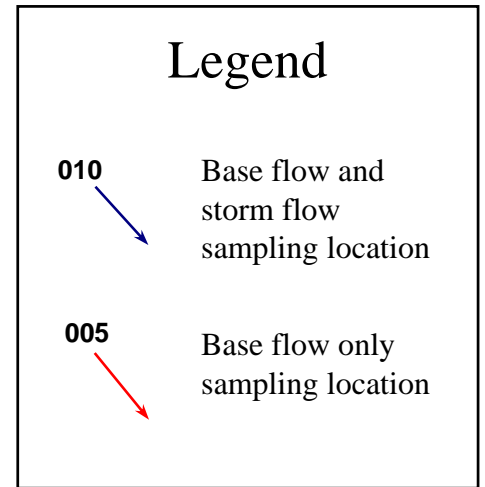 Legend
010
Base flow and
storm flow
sampling location
005
Base flow only
sampling location